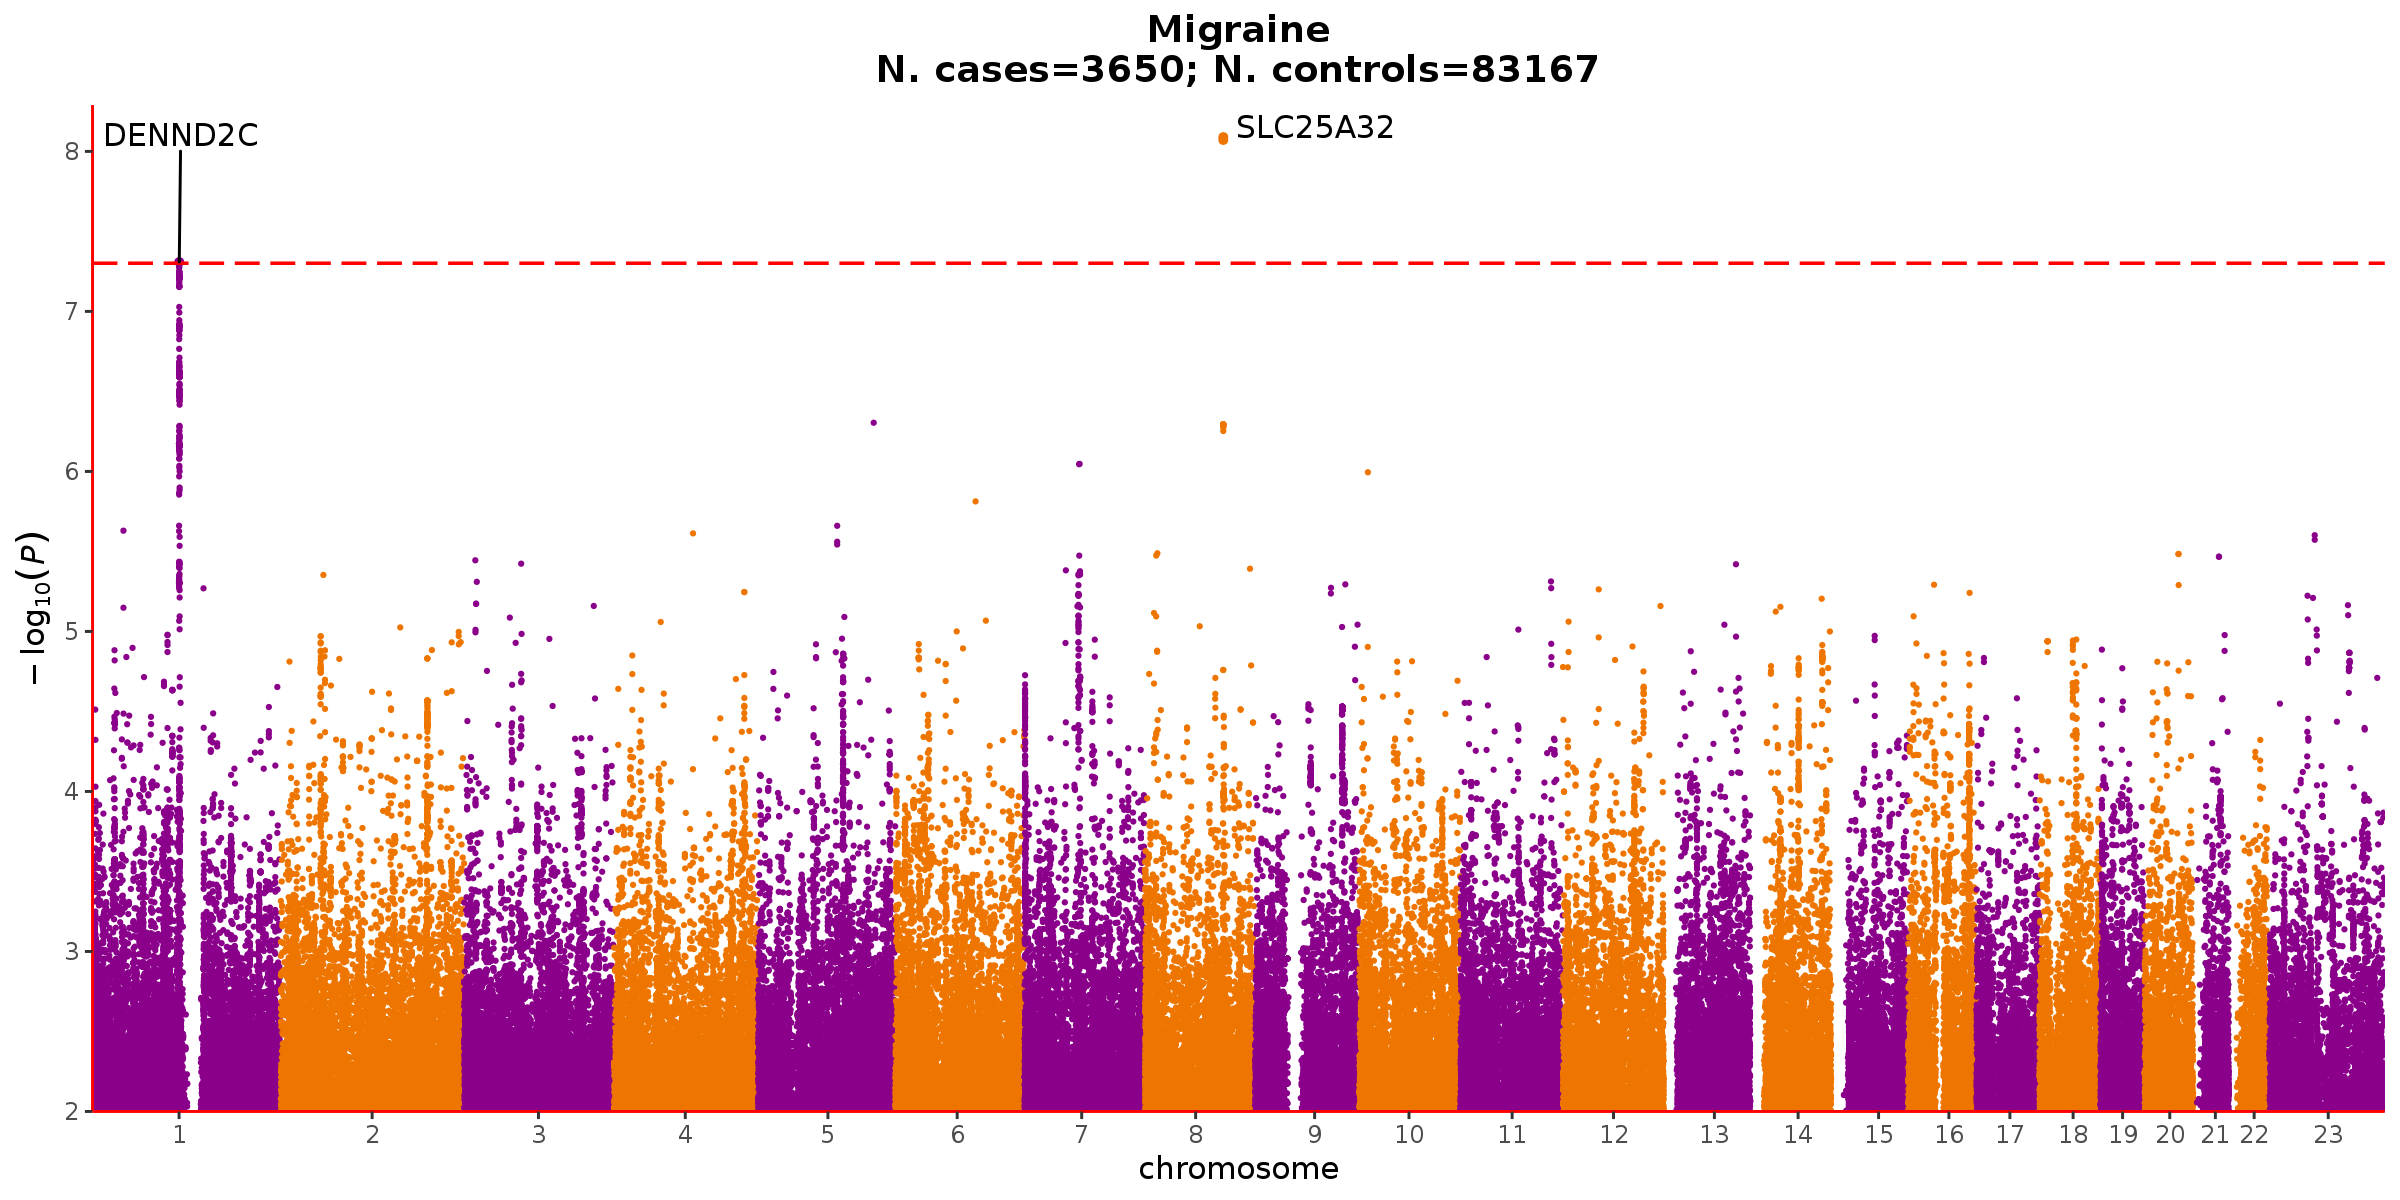 Migraine
N. cases=3650; N. controls=83167
DENND2C
SLC25A32
8
7
6
5
4
3
2
−log₁₀(P)
1 2 3 4 5 6 7 8 9 10 11 12 13 14 15 16 17 18 19 20 21 22 23
chromosome